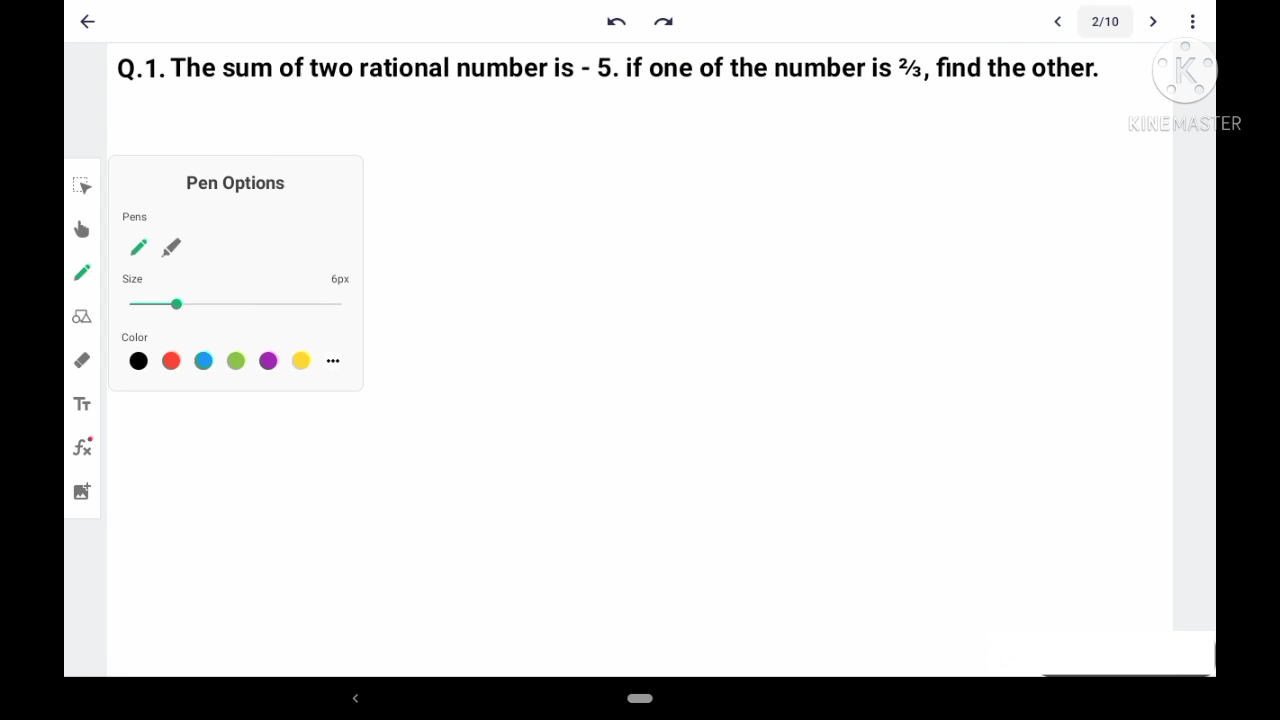 2/10
Q.1. The sum of two rational number is - 5. if one of the number is ⅔, find the other.
KINEMASTER
Pen Options
Pens
Size 6px
Color